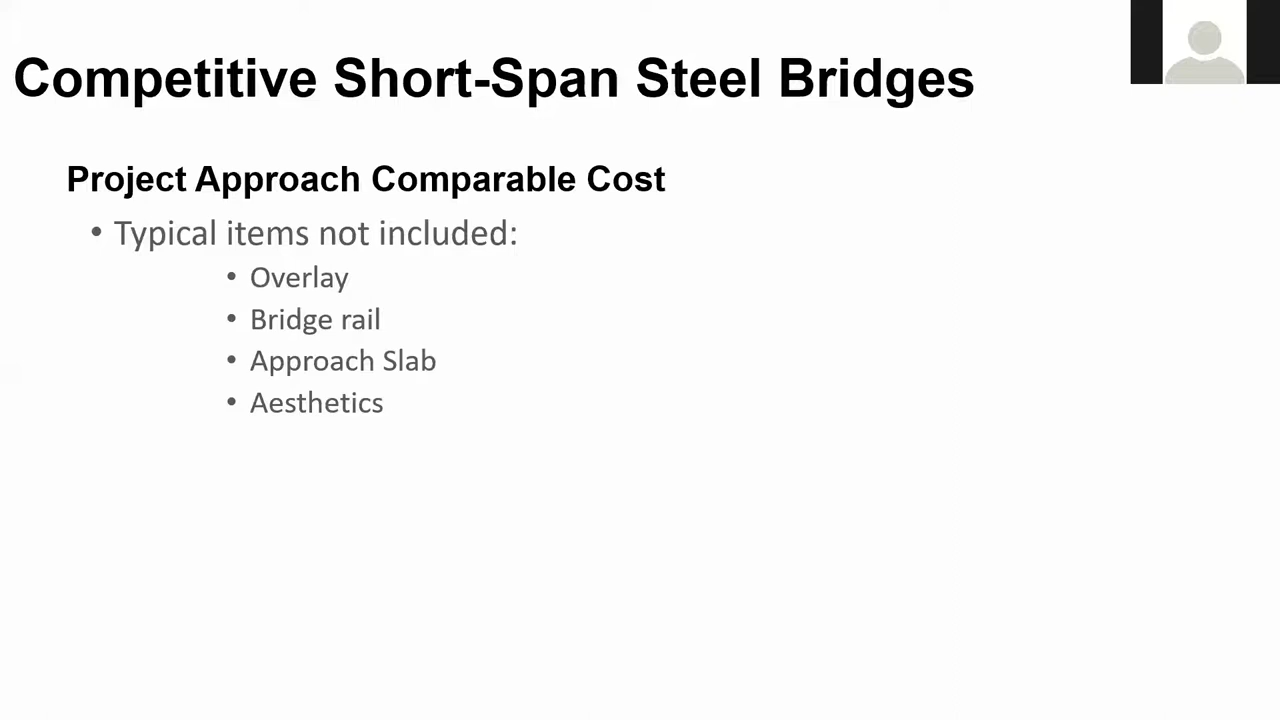 Competitive Short-Span Steel Bridges
Project Approach Comparable Cost
• Typical items not included:
• Overlay
• Bridge rail
• Approach Slab
• Aesthetics